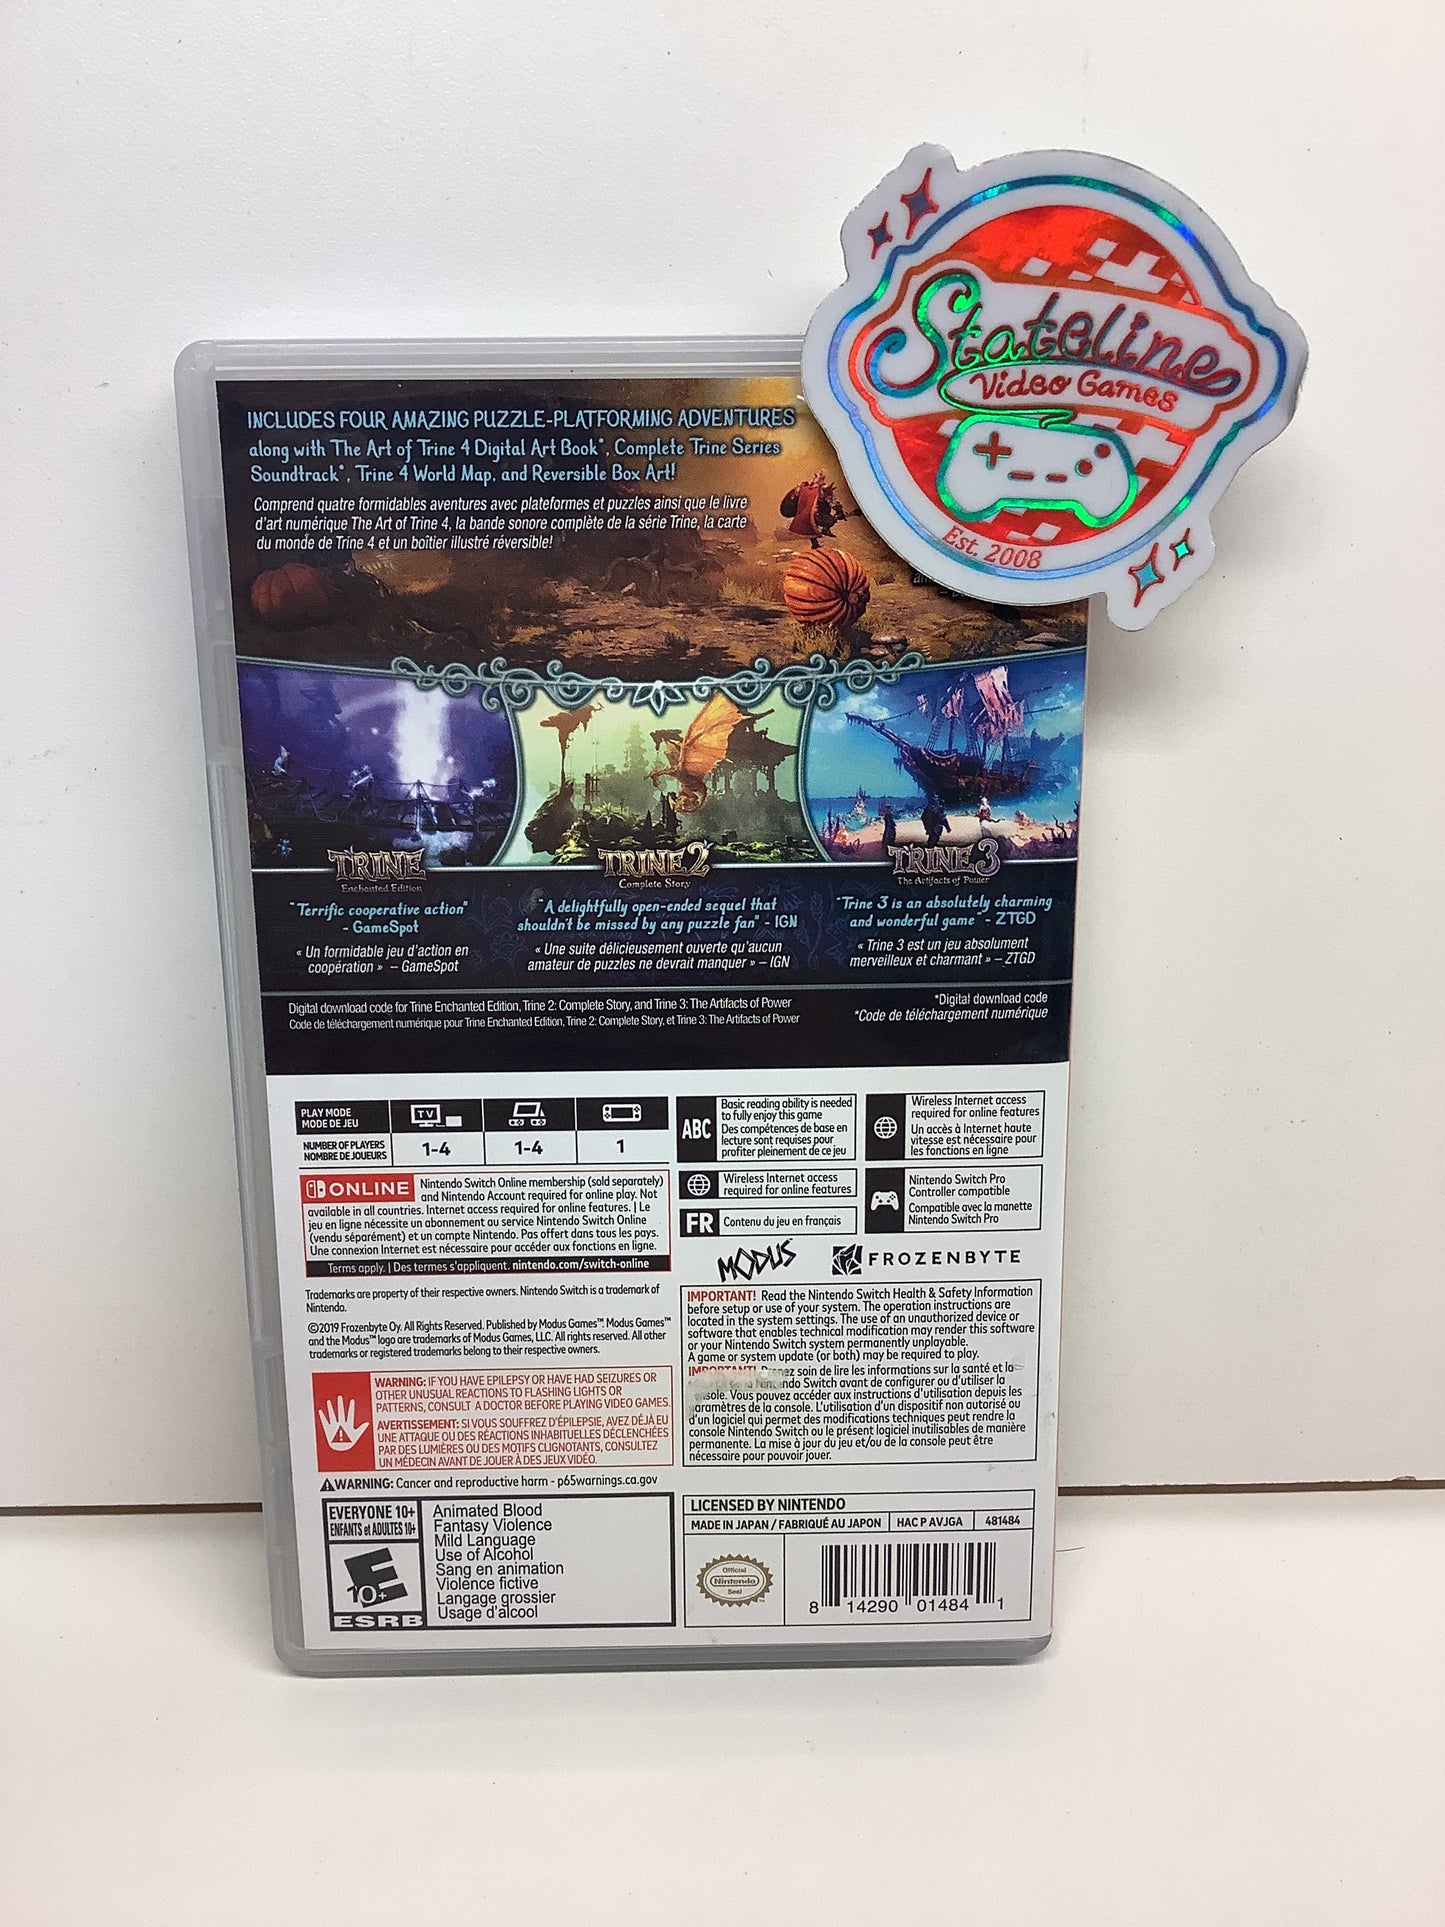 Stateline
Video Games
Est. 2008
INCLUDES FOUR AMAZING PUZZLE-PLATFORMING ADVENTURES
along with The Art of Trine 4 Digital Art Book*, Complete Trine Series
Soundtrack*, Trine 4 World Map, and Reversible Box Art!
Comprend quatre formidables aventures avec plateformes et puzzles ainsi que le livre
d'art numérique The Art of Trine 4, la bande sonore complète de la série Trine, la carte
du monde de Trine 4 et un boîtier illustré réversible!
TRINE
Enchanted Edition
"Terrific cooperative action"
- GameSpot
« Un formidable jeu d'action en
coopération » – GameSpot
TRINE 2
Complete Story
"A delightfully open-ended sequel that
shouldn't be missed by any puzzle fan" - IGN
« Une suite délicieusement ouverte qu'aucun
amateur de puzzles ne devrait manquer » – IGN
TRINE 3
The Artifacts of Power
"Trine 3 is an absolutely charming
and wonderful game" - ZTGD
« Trine 3 est un jeu absolument
merveilleux et charmant » – ZTGD
Digital download code for Trine Enchanted Edition, Trine 2: Complete Story, and Trine 3: The Artifacts of Power
Code de téléchargement numérique pour Trine Enchanted Edition, Trine 2: Complete Story, et Trine 3: The Artifacts of Power
*Digital download code
*Code de téléchargement numérique
PLAY MODE
MODE DE JEU
TV
NUMBER OF PLAYERS
NOMBRE DE JOUEURS
1-4
1-4
1
ONLINE
Nintendo Switch Online membership (sold separately)
and Nintendo Account required for online play. Not
available in all countries. Internet access required for online features. | Le
jeu en ligne nécessite un abonnement au service Nintendo Switch Online
(vendu séparément) et un compte Nintendo. Pas offert dans tous les pays.
Une connexion Internet est nécessaire pour accéder aux fonctions en ligne.
Terms apply. | Des termes s'appliquent. nintendo.com/switch-online
ABC
Basic reading ability is needed
to fully enjoy this game
Des compétences de base en
lecture sont requises pour
profiter pleinement de ce jeu
Wireless Internet access
required for online features
FR Contenu du jeu en français
Wireless Internet access
required for online features
Un accès à Internet haute
vitesse est nécessaire pour
les fonctions en ligne
Nintendo Switch Pro
Controller compatible
Compatible avec la manette
Nintendo Switch Pro
MODUS
FROZENBYTE
Trademarks are property of their respective owners. Nintendo Switch is a trademark of
Nintendo.
©2019 Frozenbyte Oy. All Rights Reserved. Published by Modus Games™. Modus Games™
and the Modus™ logo are trademarks of Modus Games, LLC. All rights reserved. All other
trademarks or registered trademarks belong to their respective owners.
WARNING: IF YOU HAVE EPILEPSY OR HAVE HAD SEIZURES OR
OTHER UNUSUAL REACTIONS TO FLASHING LIGHTS OR
PATTERNS, CONSULT A DOCTOR BEFORE PLAYING VIDEO GAMES.
AVERTISSEMENT: SI VOUS SOUFFREZ D'ÉPILEPSIE, AVEZ DÉJÀ EU
UNE ATTAQUE OU DES RÉACTIONS INHABITUELLES DÉCLENCHÉES
PAR DES LUMIÈRES OU DES MOTIFS CLIGNOTANTS, CONSULTEZ
UN MÉDECIN AVANT DE JOUER À DES JEUX VIDÉO.
WARNING: Cancer and reproductive harm - p65warnings.ca.gov
IMPORTANT! Read the Nintendo Switch Health & Safety Information
before setup or use of your system. The operation instructions are
located in the system settings. The use of an unauthorized device or
software that enables technical modification may render this software
or your Nintendo Switch system permanently unplayable.
A game or system update (or both) may be required to play.
IMPORTANT! Prenez soin de lire les informations sur la santé et la
Nintendo Switch avant de configurer ou d'utiliser la
console. Vous pouvez accéder aux instructions d'utilisation depuis les
paramètres de la console. L'utilisation d'un dispositif non autorisé ou
d'un logiciel qui permet des modifications techniques peut rendre la
console Nintendo Switch ou le présent logiciel inutilisables de manière
permanente. La mise à jour du jeu et/ou de la console peut être
nécessaire pour pouvoir jouer.
EVERYONE 10+
ENFANTS et ADULTES 10+
E
10+
ESRB
Animated Blood
Fantasy Violence
Mild Language
Use of Alcohol
Sang en animation
Violence fictive
Langage grossier
Usage d'alcool
LICENSED BY NINTENDO
MADE IN JAPAN / FABRIQUÉ AU JAPON HAC P AVJGA 481484
Official
Nintendo
Seal
8 14290 01484 1